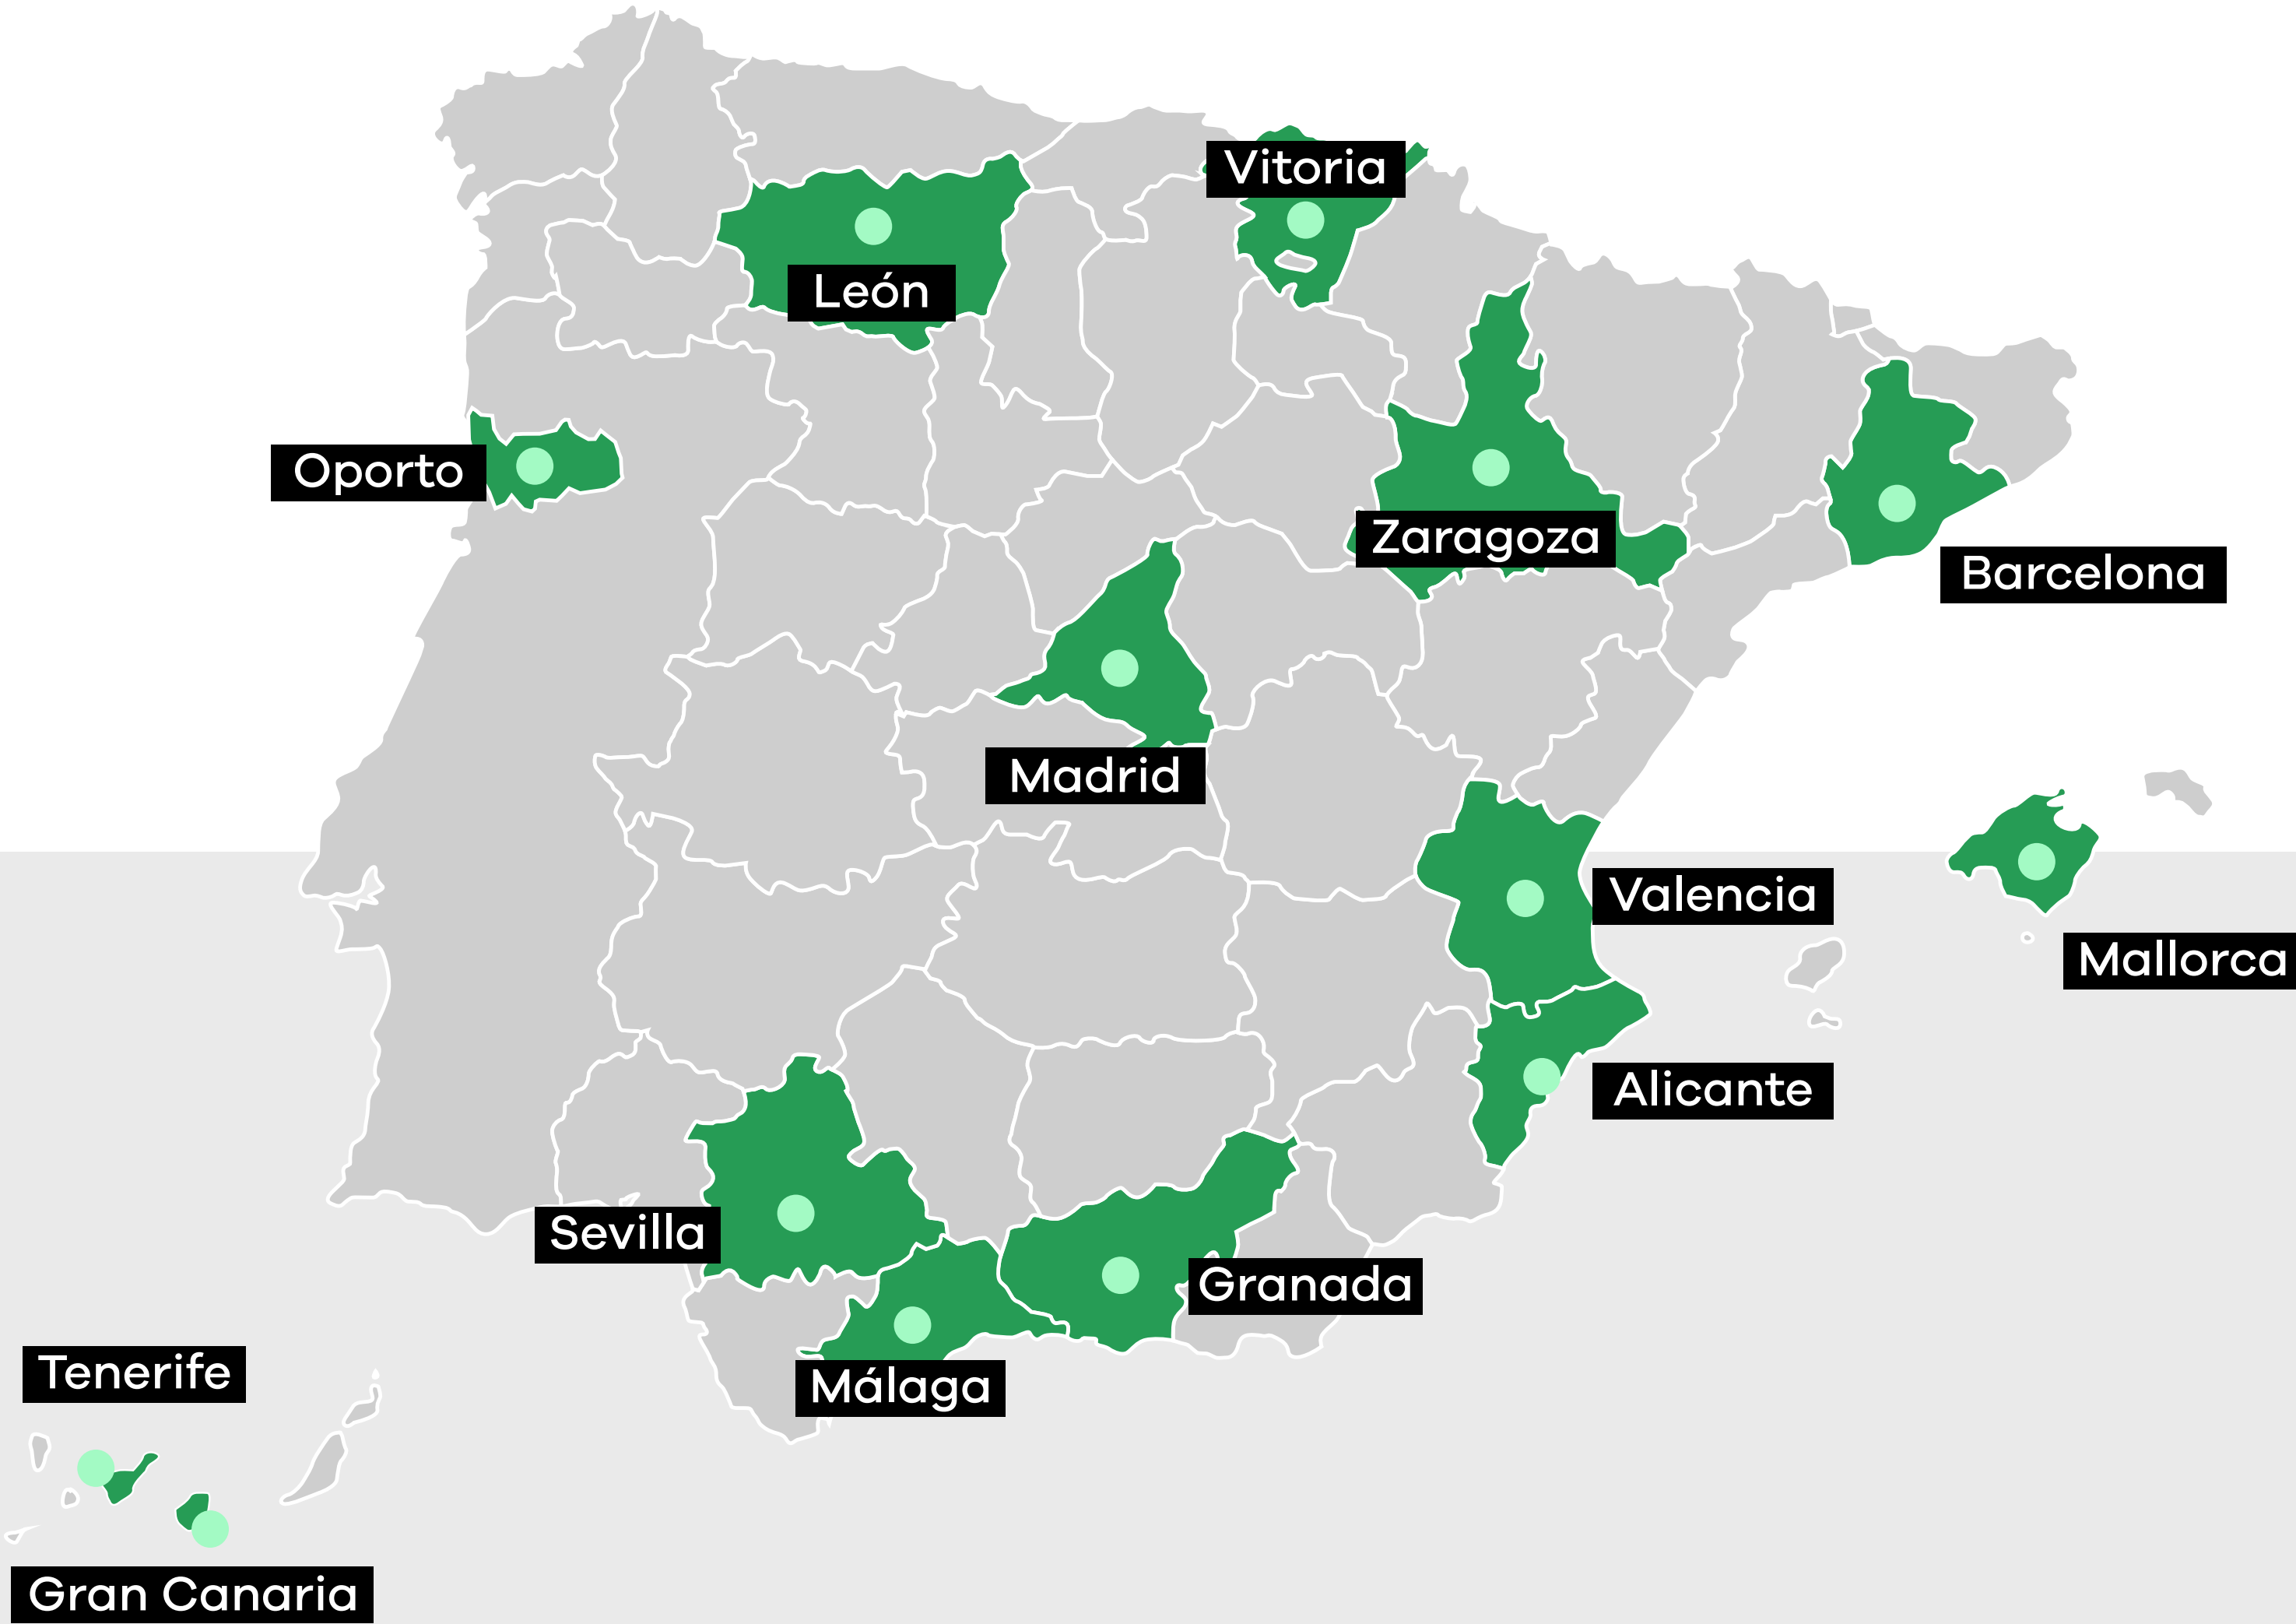 Vitoria
León
Oporto
Zaragoza
Barcelona
Madrid
Valencia
Mallorca
Alicante
Sevilla
Granada
Tenerife
Málaga
Gran Canaria